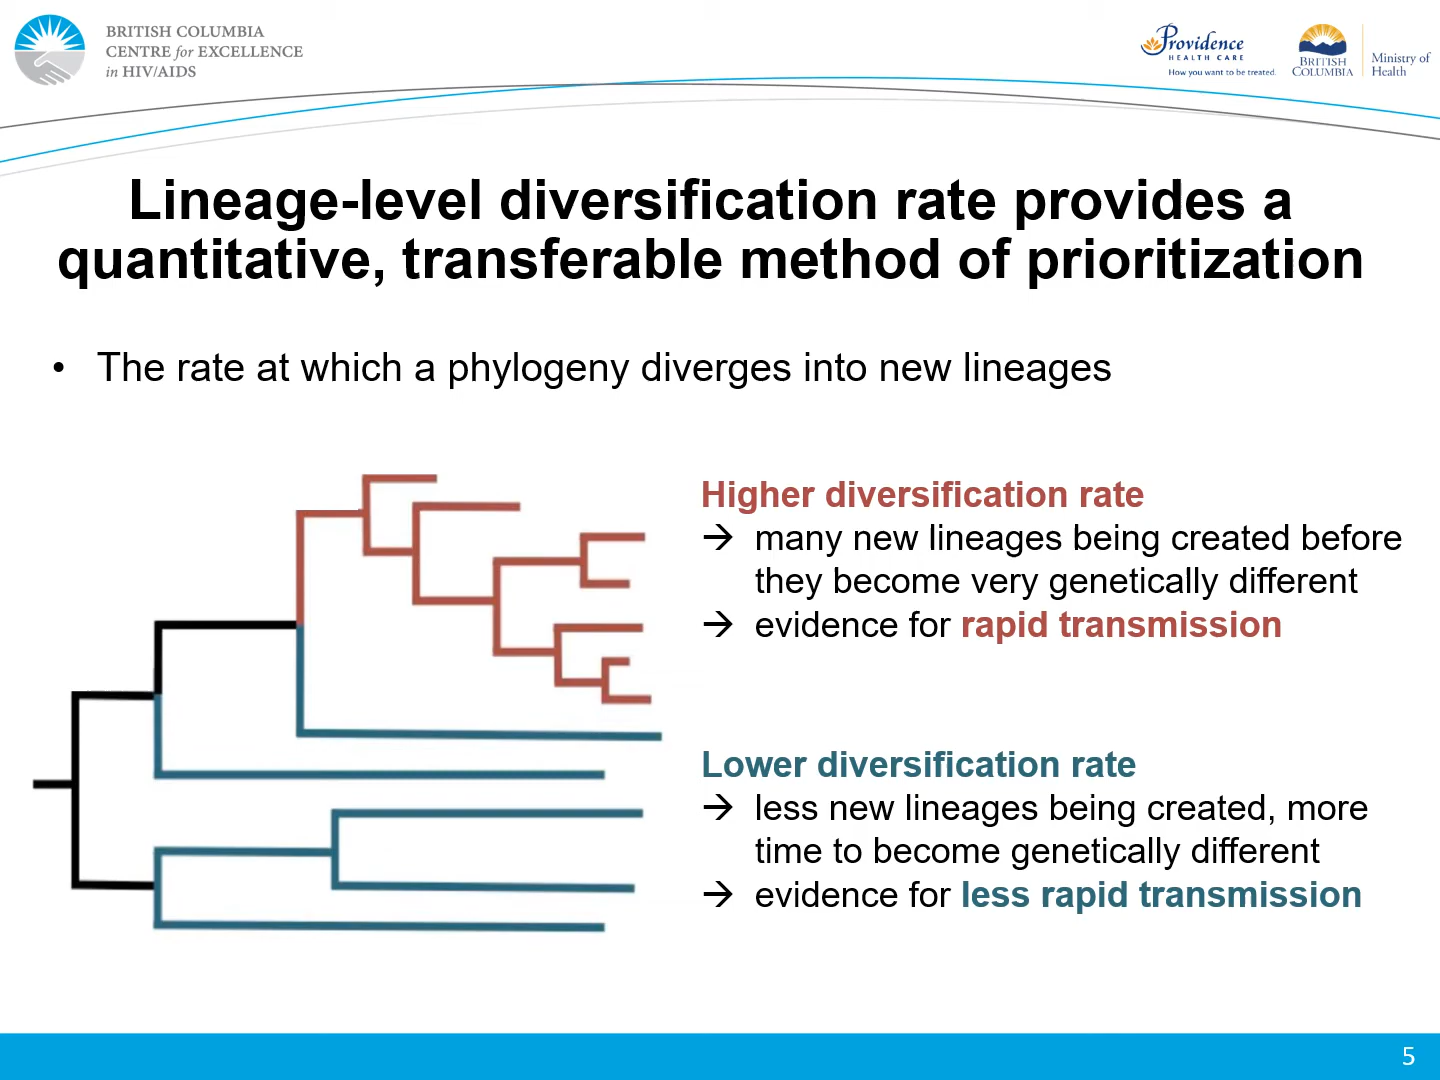 BRITISH COLUMBIA
CENTRE for EXCELLENCE
in HIV/AIDS
Providence
HEALTH CARE
How you want to be treated.
BRITISH
COLUMBIA
Ministry of
Health
Lineage-level diversification rate provides a
quantitative, transferable method of prioritization
• The rate at which a phylogeny diverges into new lineages
Higher diversification rate
→ many new lineages being created before
they become very genetically different
→ evidence for rapid transmission
Lower diversification rate
→ less new lineages being created, more
time to become genetically different
→ evidence for less rapid transmission
5